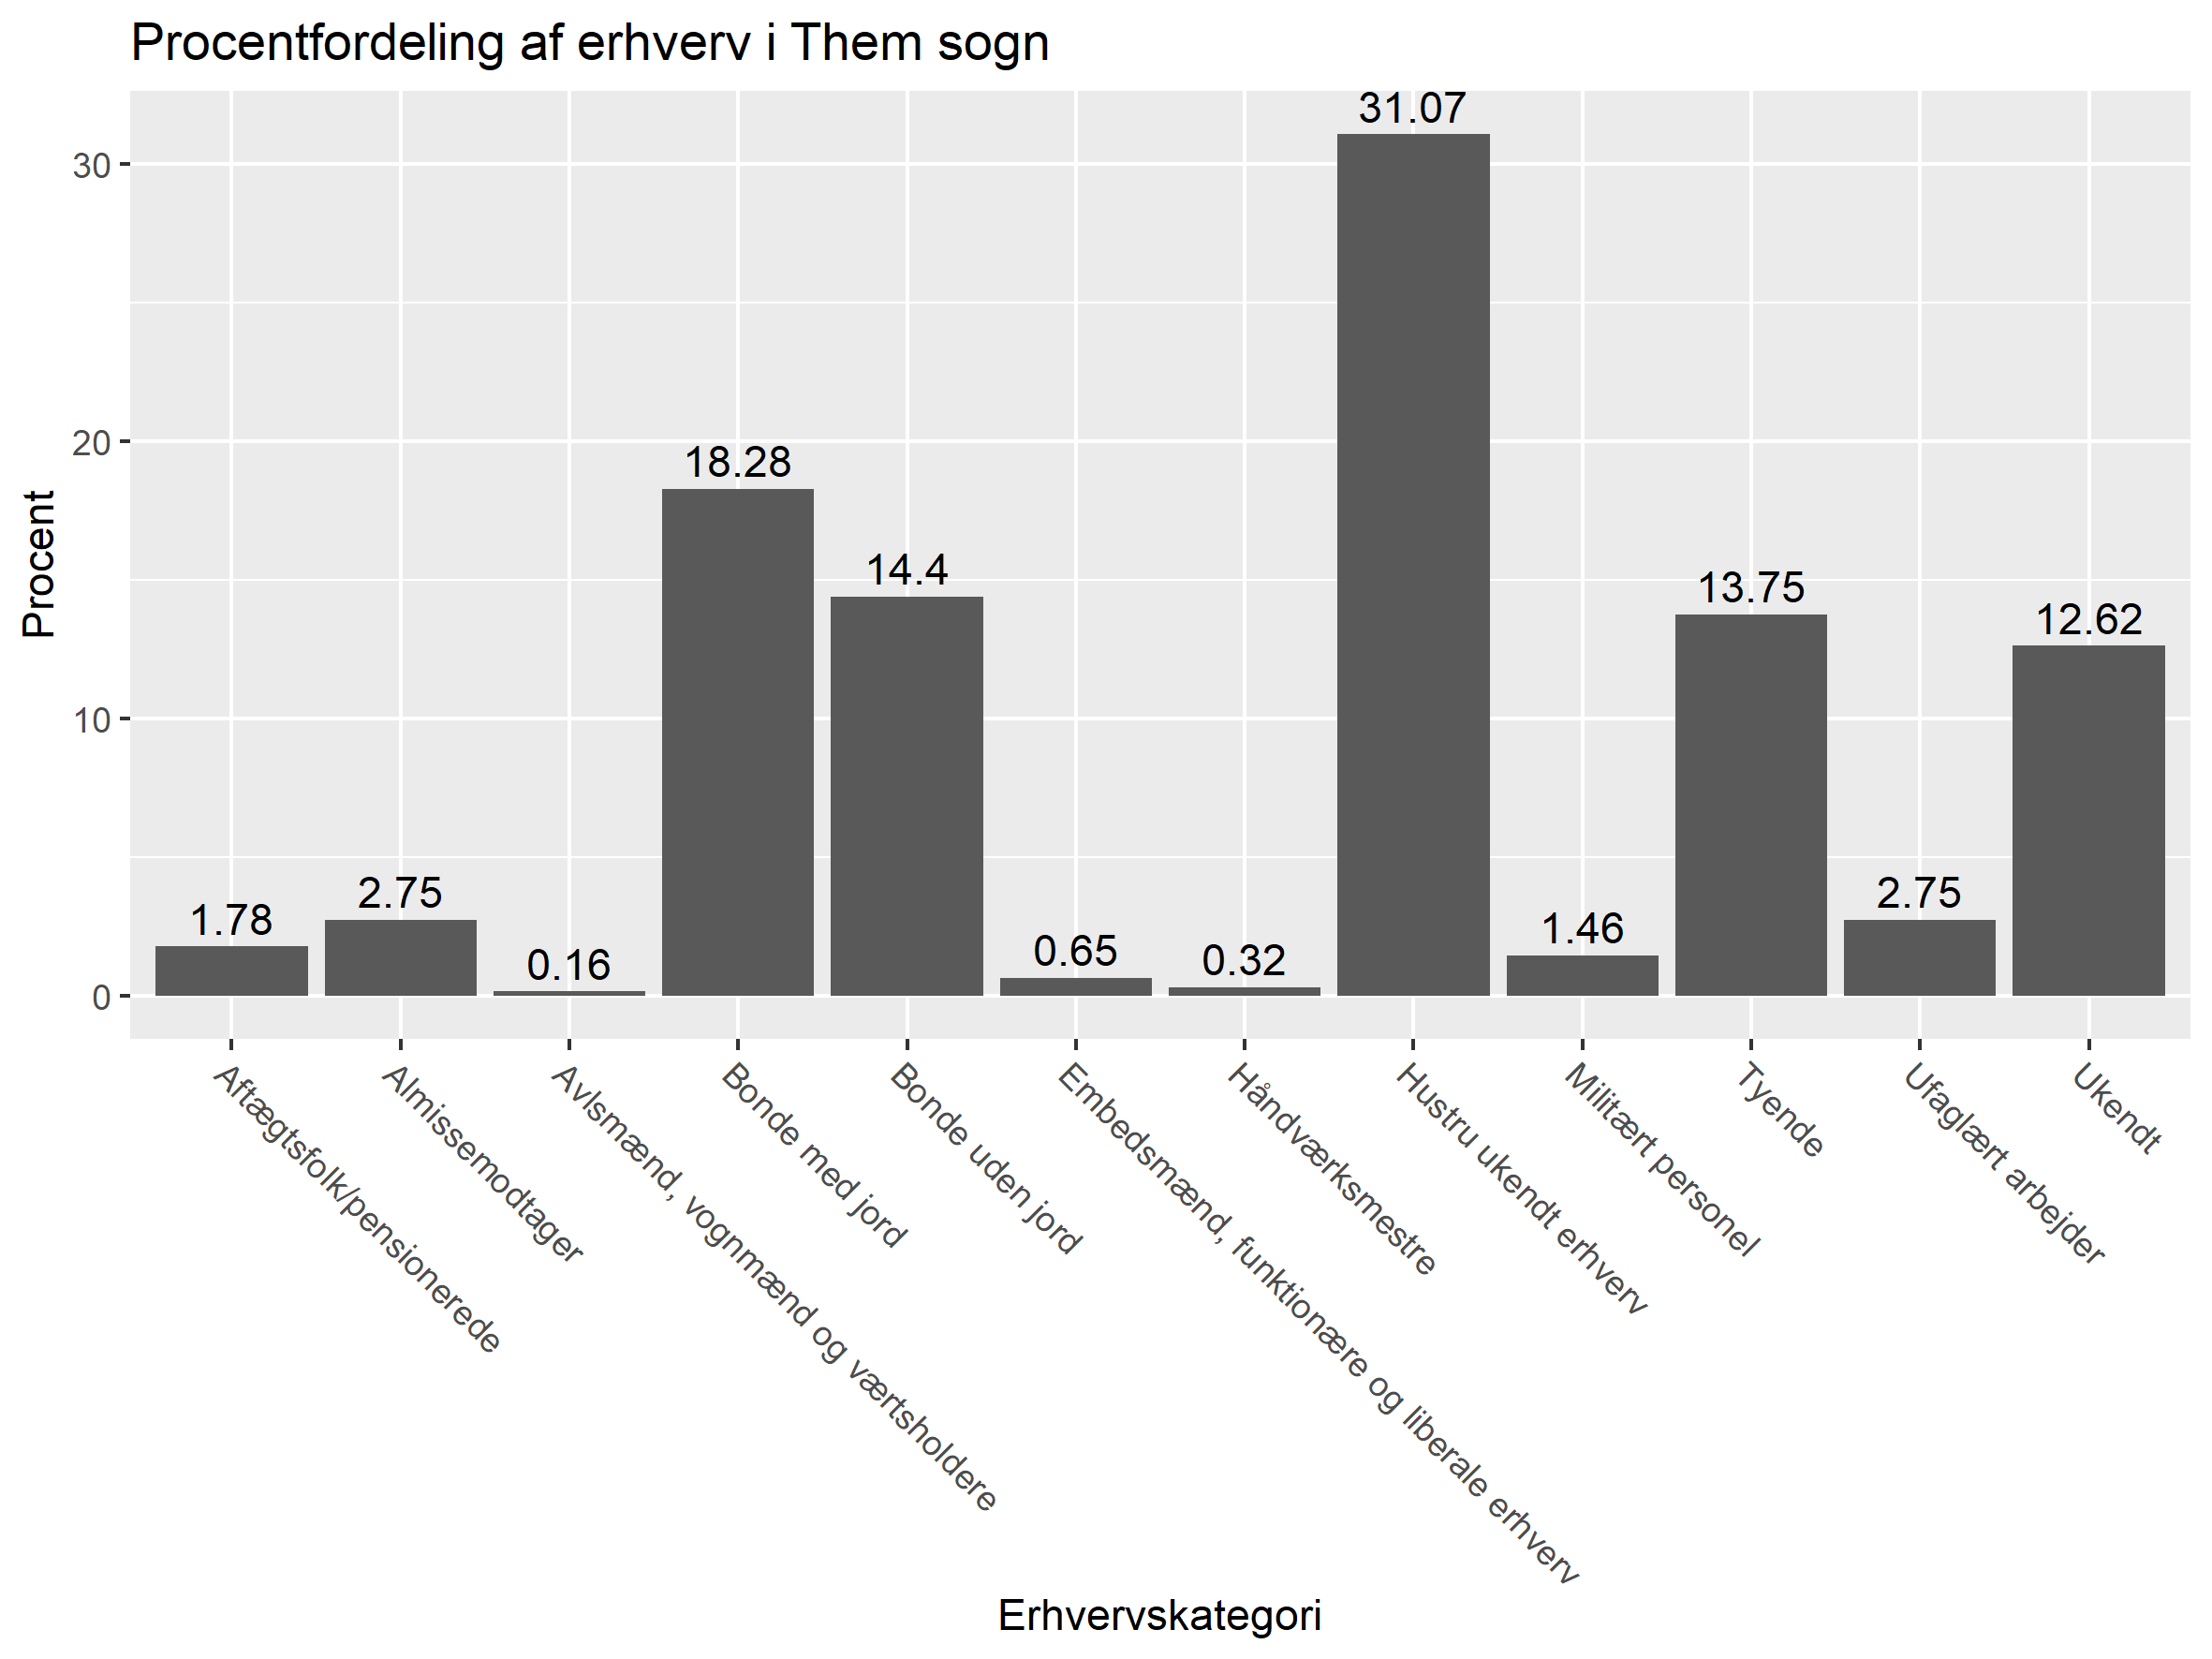 Procentfordeling af erhverv i Them sogn
Procent
30
20
10
0
1.78
2.75
0.16
18.28
14.4
0.65
0.32
31.07
1.46
13.75
2.75
12.62
Aftægtsfolk/pensionerede
Almissemodtager
Avlsmænd, vognmænd og værtsholdere
Bonde med jord
Bonde uden jord
Embedsmænd, funktionære og liberale erhverv
Håndværksmestre
Hustru ukendt erhverv
Militært personel
Tyende
Ufaglært arbejder
Ukendt
Erhvervskategori